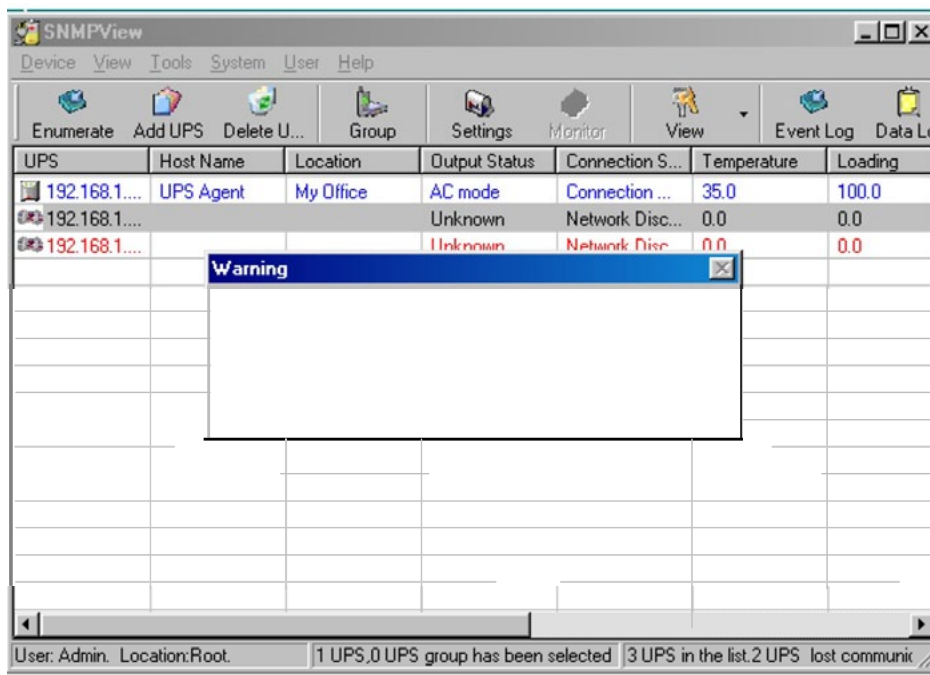 SNMPView
Device View Tools System User Help
Enumerate Add UPS Delete U... Group Settings Monitor View Event Log Data Lo
UPS Host Name Location Output Status Connection S... Temperature Loading
192.168.1.... UPS Agent My Office AC mode Connection ... 35.0 100.0
192.168.1.... Unknown Network Disc... 0.0 0.0
192.168.1.... Unknown Network Disc 0.0 0.0
Warning
User: Admin. Location:Root. 1 UPS,0 UPS group has been selected 3 UPS in the list.2 UPS lost communic